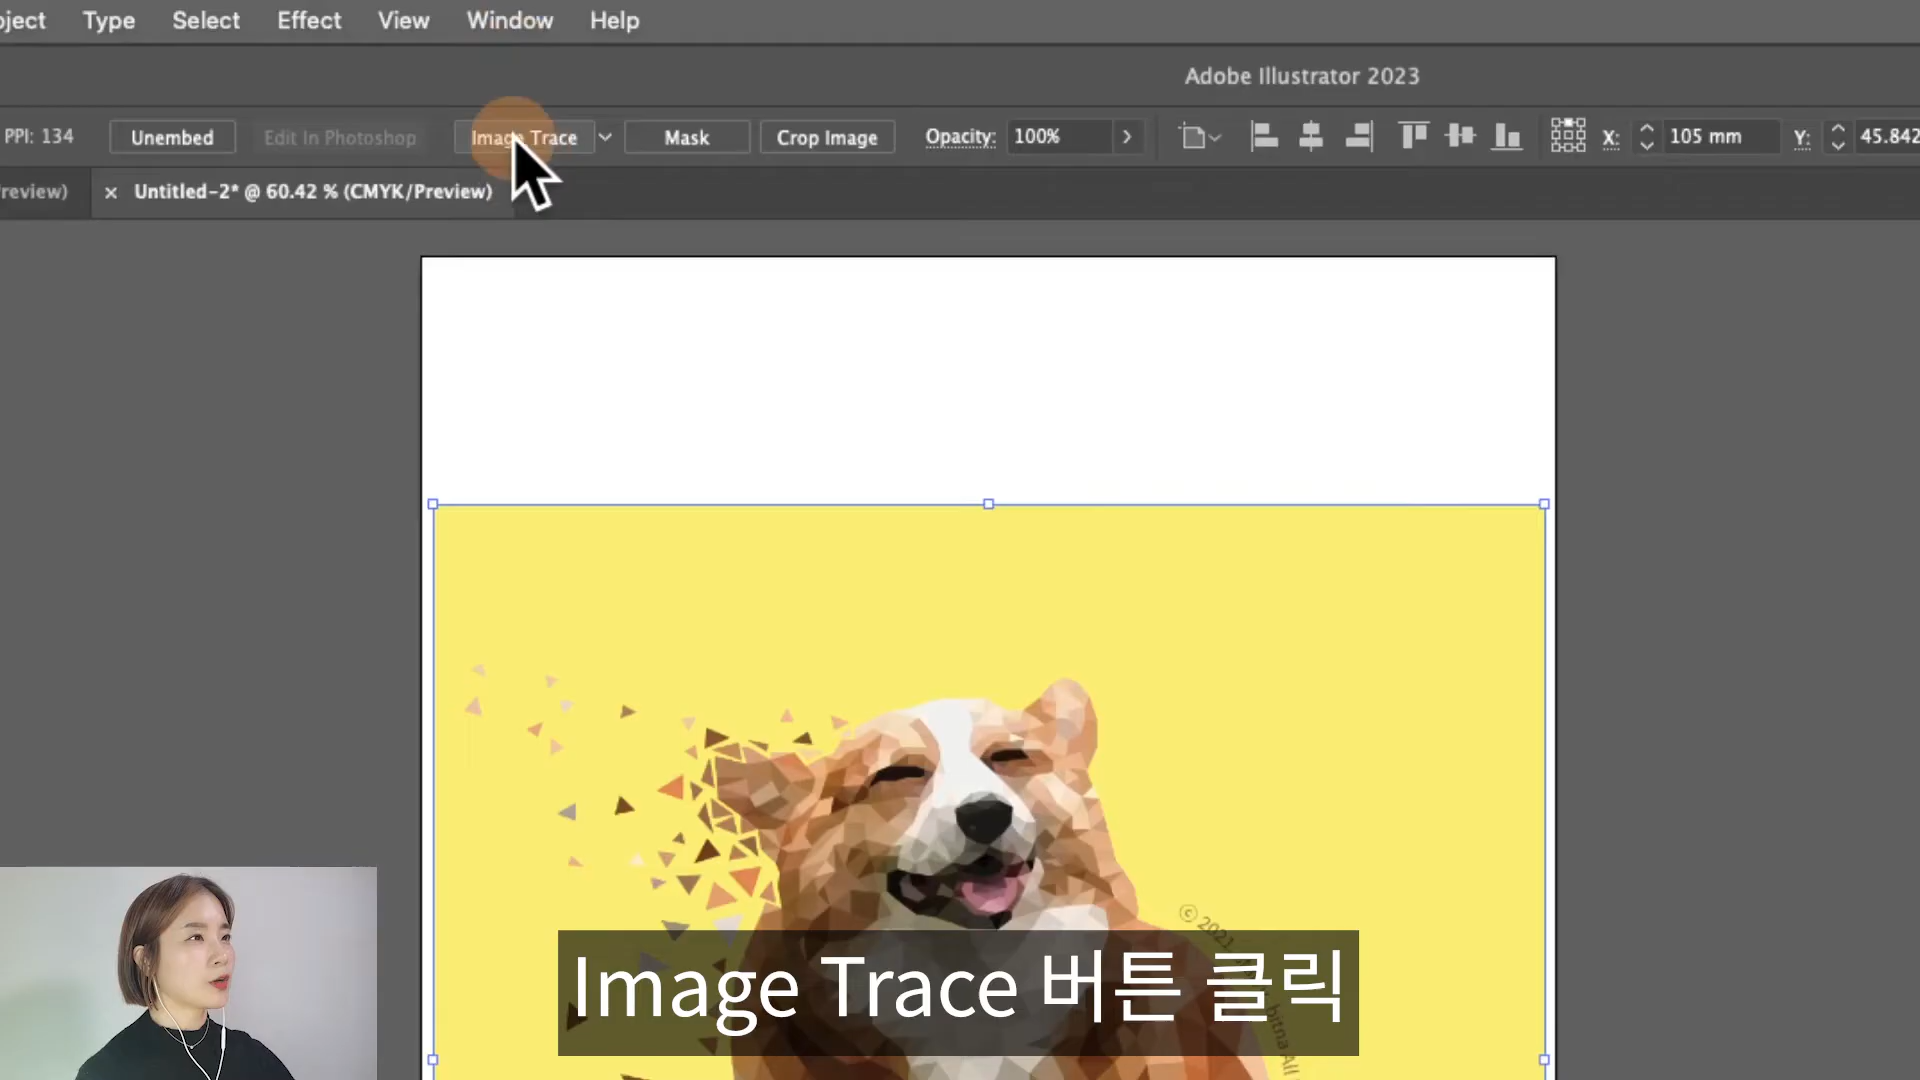 Type Select Effect View Window Help
Adobe Illustrator 2023
PPI: 134 Unembed Edit In Photoshop Image Trace Mask Crop Image Opacity: 100% X: 105 mm Y: 45.842
Untitled-2* @ 60.42 % (CMYK/Preview)
© 2021.
Image Trace 버튼 클릭